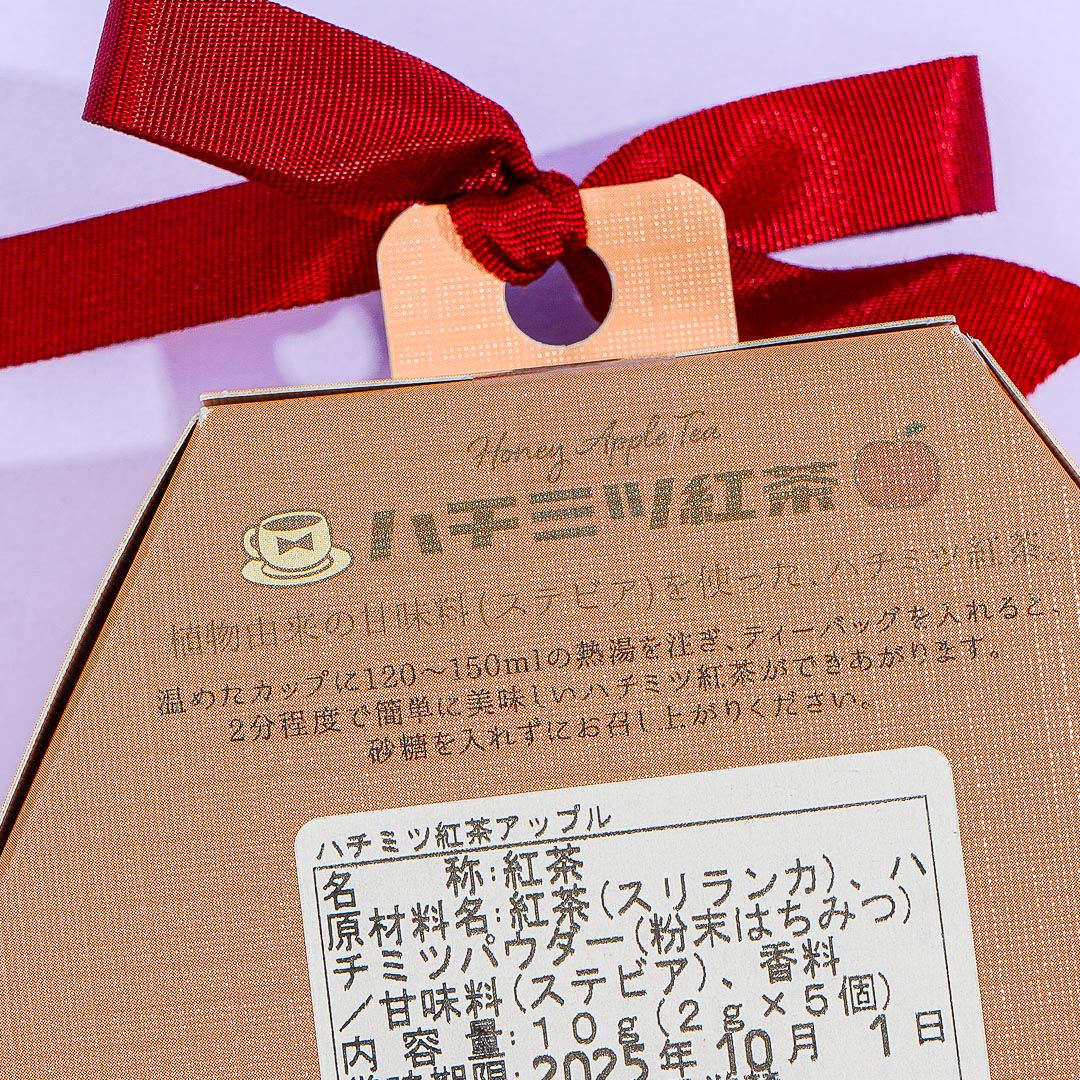 Honey Apple Tea
ハチミツ紅茶
植物由来の甘味料(ステビア)を使った、ハチミツ紅茶、
温めたカップに120〜150mlの熱湯を注ぎ、ティーバッグを入れると、
2分程度で簡単に美味しいハチミツ紅茶ができあがります。
砂糖を入れずにお召し上がりください。
ハチミツ紅茶アップル
名 称:紅茶
原材料名:紅茶(スリランカ)、ハ
チミツパウダー(粉末はちみつ)
/甘味料(ステビア)、香料
内 容 量:10g(2g×5個)
2025年10月 1日